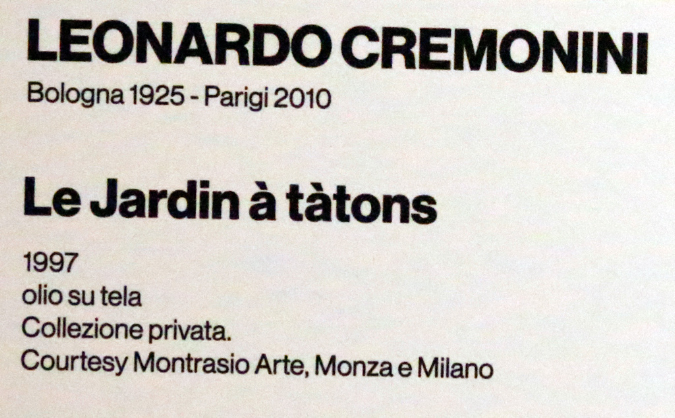 LEONARDO CREMONINI
Bologna 1925 - Parigi 2010
Le Jardin à tàtons
1997
olio su tela
Collezione privata.
Courtesy Montrasio Arte, Monza e Milano